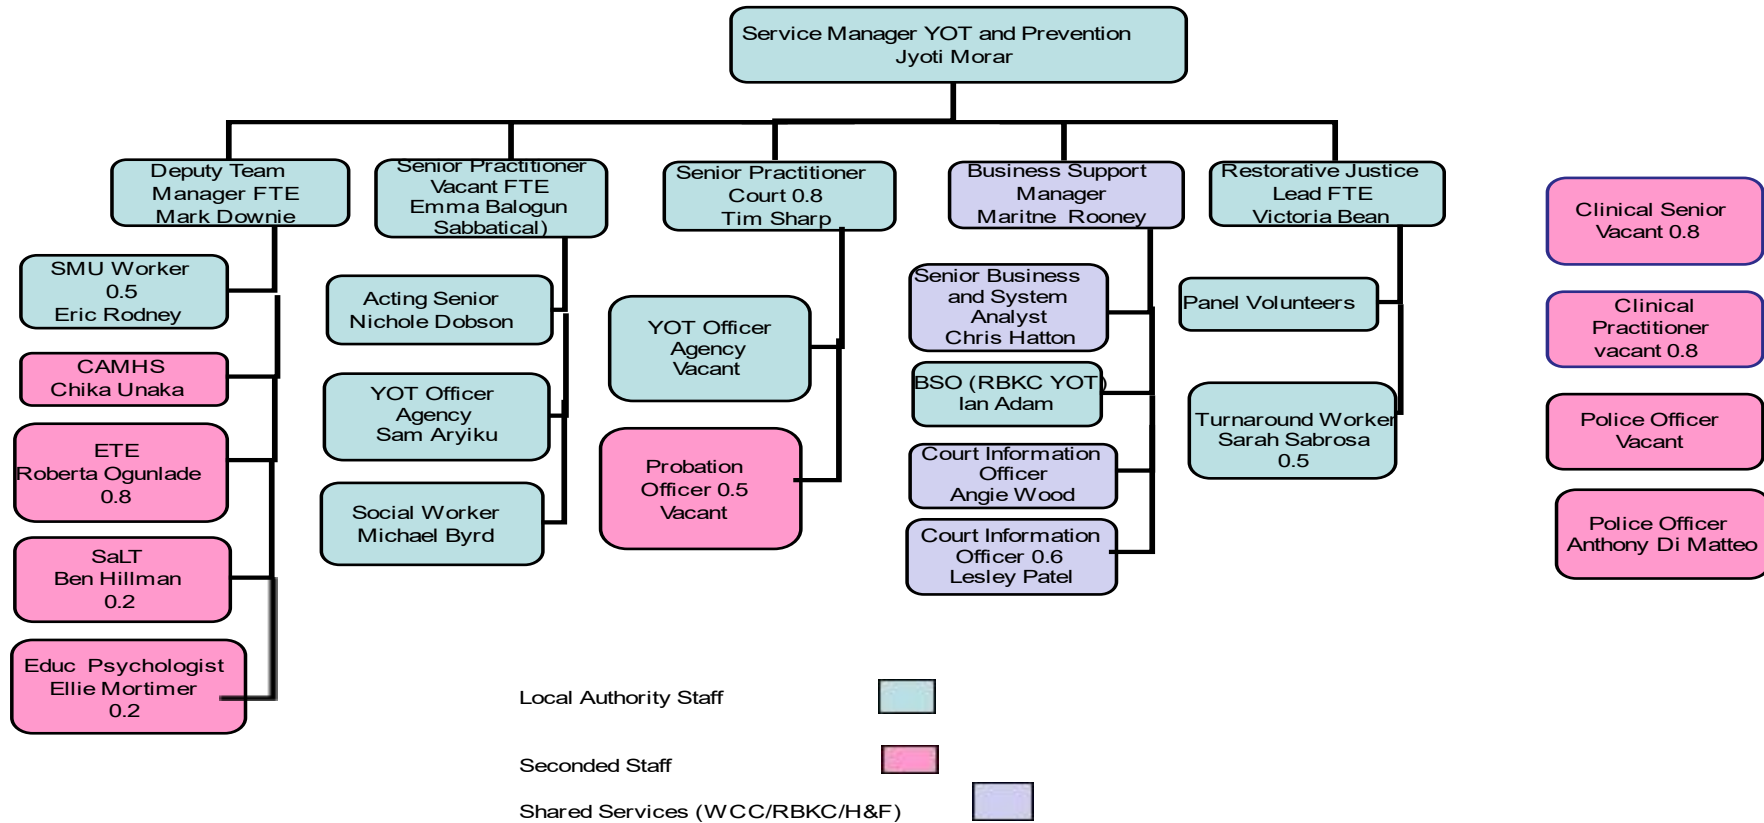 Service Manager YOT and Prevention
Jyoti Morar
Deputy Team
Manager FTE
Mark Downie
Senior Practitioner
Vacant FTE
Emma Balogun
Sabbatical)
Senior Practitioner
Court 0.8
Tim Sharp
Business Support
Manager
Maritne Rooney
Restorative Justice
Lead FTE
Victoria Bean
SMU Worker
0.5
Eric Rodney
CAMHS
Chika Unaka
ETE
Roberta Ogunlade
0.8
SaLT
Ben Hillman
0.2
Educ Psychologist
Ellie Mortimer
0.2
Acting Senior
Nichole Dobson
YOT Officer
Agency
Sam Aryiku
Social Worker
Michael Byrd
YOT Officer
Agency
Vacant
Probation
Officer 0.5
Vacant
Senior Business
and System
Analyst
Chris Hatton
BSO (RBKC YOT)
Ian Adam
Court Information
Officer
Angie Wood
Court Information
Officer 0.6
Lesley Patel
Panel Volunteers
Turnaround Worker
Sarah Sabrosa
0.5
Clinical Senior
Vacant 0.8
Clinical
Practitioner
vacant 0.8
Police Officer
Vacant
Police Officer
Anthony Di Matteo
Local Authority Staff
Seconded Staff
Shared Services (WCC/RBKC/H&F)